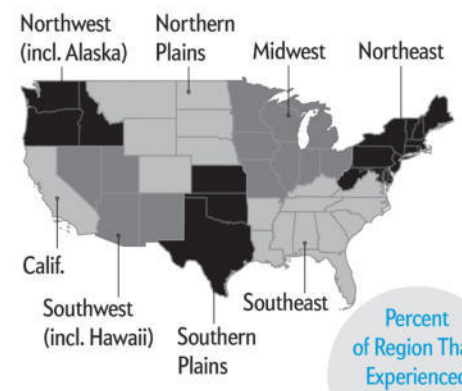 Northwest
(incl. Alaska)
Northern
Plains
Midwest
Northeast
Calif.
Southwest
(incl. Hawaii)
Southern
Plains
Southeast
Percent
of Region Tha
Experienced